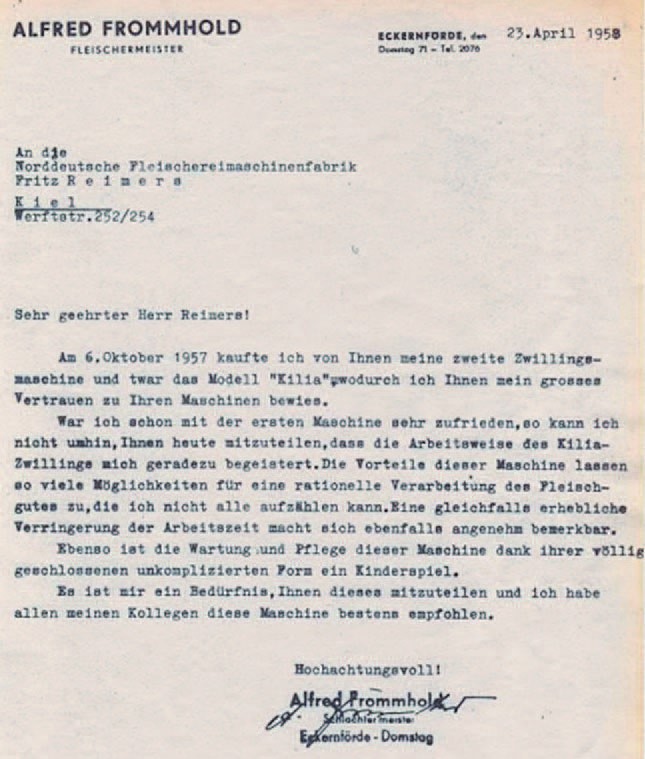 ALFRED FROMMHOLD
FLEISCHERMEISTER
ECKERNFÖRDE, den 23.April 1958
Domstag 71 – Tel. 2076
An die
Norddeutsche Fleischereimaschinenfabrik
Fritz R e i m e r s
K i e l
Werftstr.252/254
Sehr geehrter Herr Reimers!
Am 6.Oktober 1957 kaufte ich von Ihnen meine zweite Zwillings-
maschine und twar das Modell "Kilia",wodurch ich Ihnen mein grosses
Vertrauen zu Ihren Maschinen bewies.
War ich schon mit der ersten Maschine sehr zufrieden,so kann ich
nicht umhin,Ihnen heute mitzuteilen,dass die Arbeitsweise des Kilia-
Zwillings mich geradezu begeistert.Die Vorteile dieser Maschine lassen
so viele Möglichkeiten für eine rationelle Verarbeitung des Fleisch-
gutes zu,die ich nicht alle aufzählen kann.Eine gleichfalls erhebliche
Verringerung der Arbeitszeit macht sich ebenfalls angenehm bemerkbar.
Ebenso ist die Wartung und Pflege dieser Maschine dank ihrer völlig
geschlossenen unkomplizierten Form ein Kinderspiel.
Es ist mir ein Bedürfnis,Ihnen dieses mitzuteilen und ich habe
allen meinen Kollegen diese Maschine bestens empfohlen.
Hochachtungsvoll!
Alfred Frommhold
Schlachtermeister
Eckernförde - Domstag